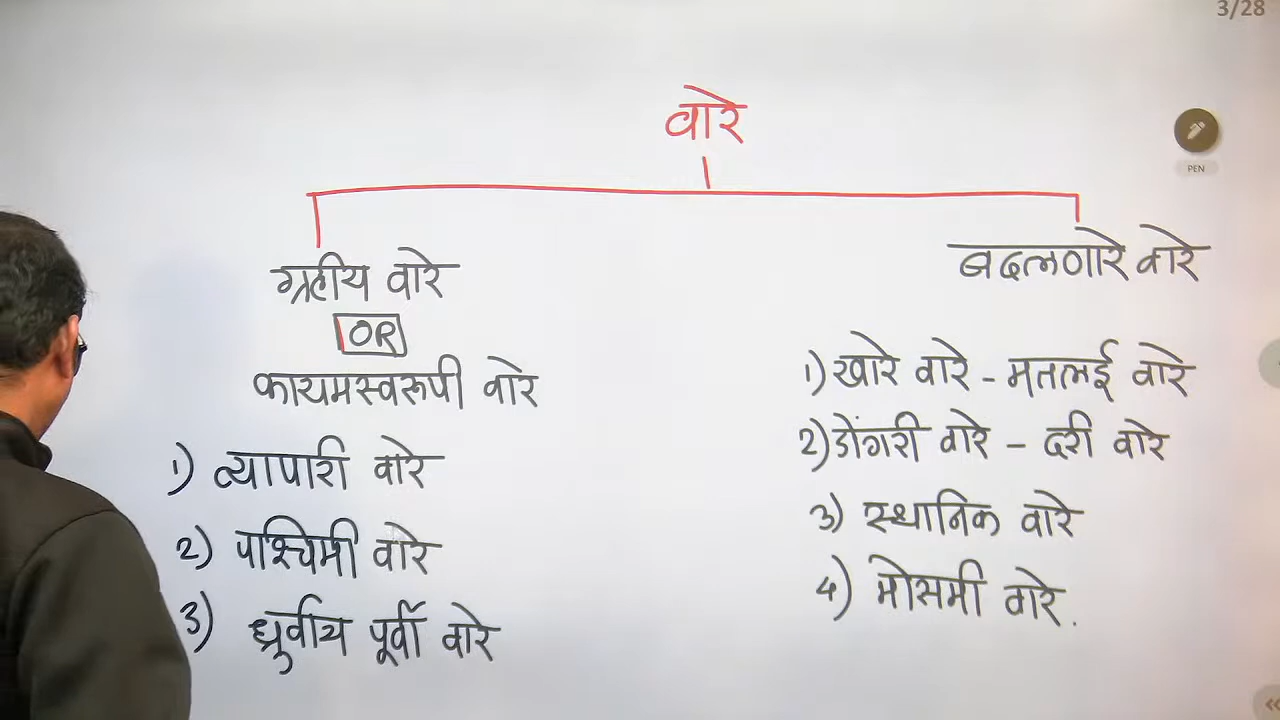 3/28
वारे
PEN
ग्रहीय वारे
OR
कायमस्वरूपी वारे
1) व्यापारी वारे
2) पश्चिमी वारे
3) ध्रुवीय पूर्वी वारे
बदलणारे वारे
1) खारे वारे - मतलई वारे
2) डोंगरी वारे - दरी वारे
3) स्थानिक वारे
4) मोसमी वारे.